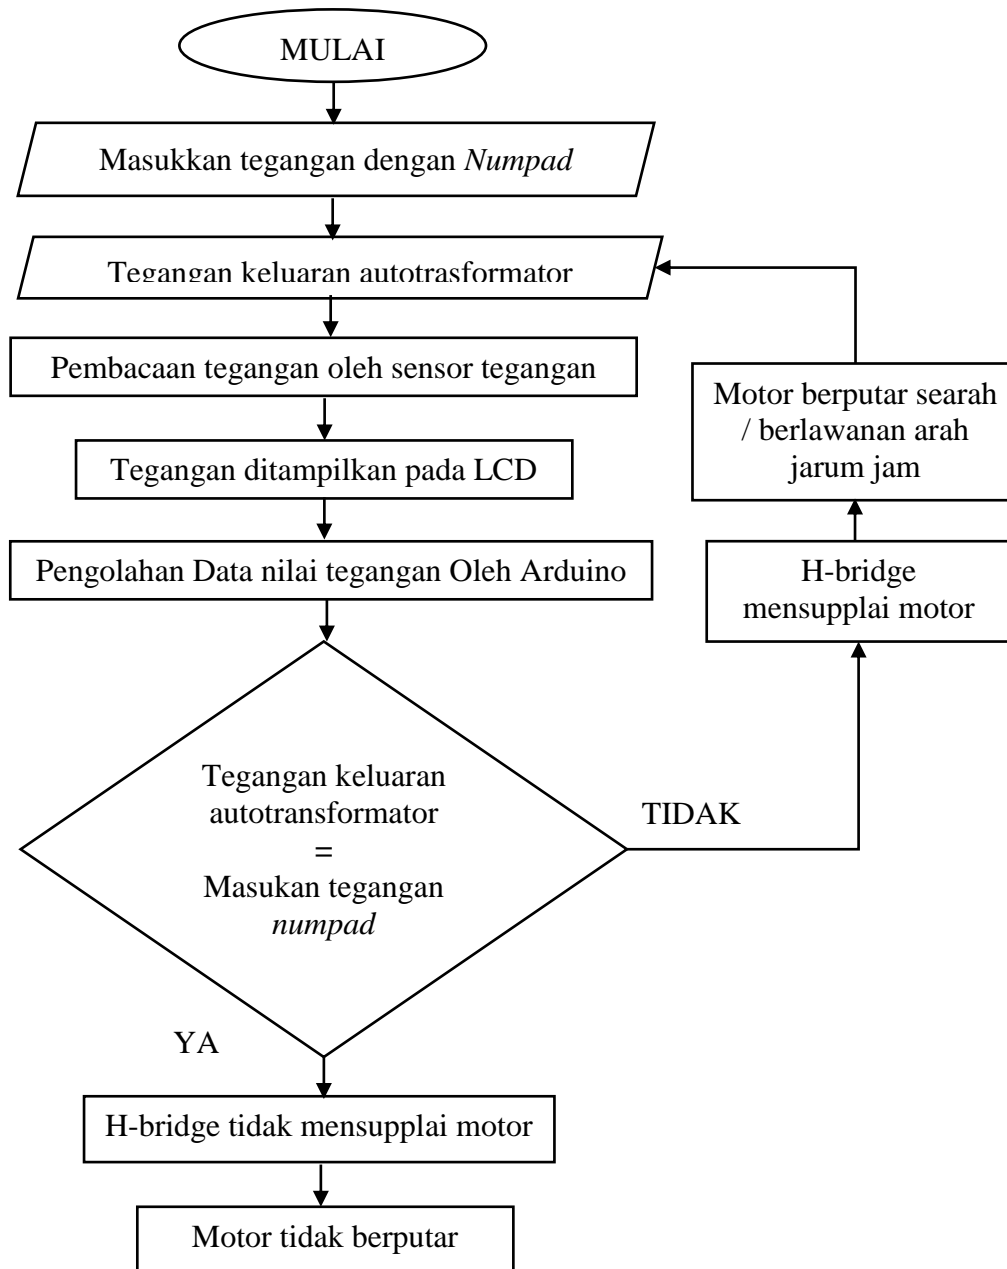 MULAI
Masukkan tegangan dengan Numpad
Tegangan keluaran autotrasformator
Pembacaan tegangan oleh sensor tegangan
Tegangan ditampilkan pada LCD
Pengolahan Data nilai tegangan Oleh Arduino
Tegangan keluaran
autotransformator
=
Masukan tegangan
numpad
TIDAK
H-bridge
mensupplai motor
Motor berputar searah
/ berlawanan arah
jarum jam
YA
H-bridge tidak mensupplai motor
Motor tidak berputar